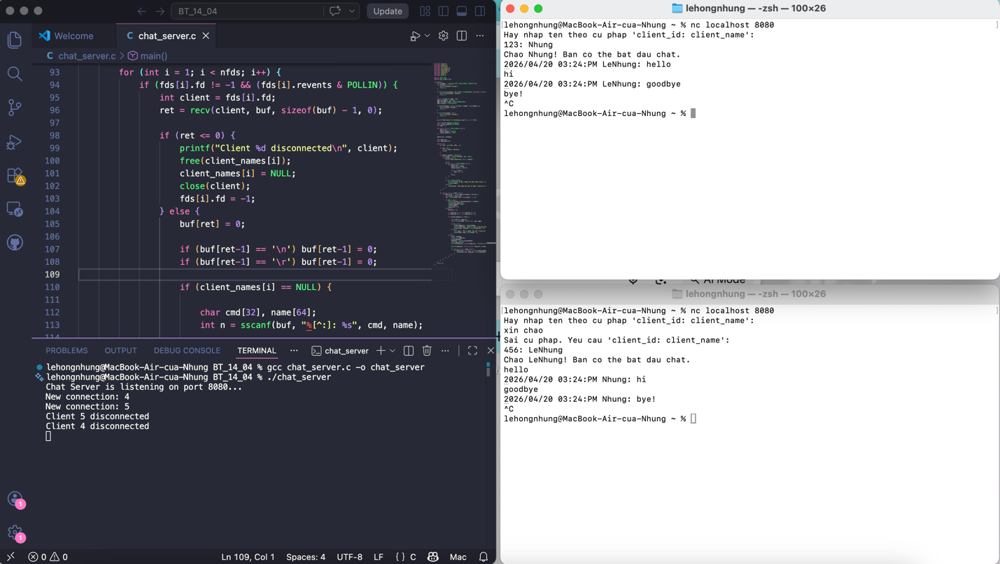 BT_14_04
Update
Welcome
C chat_server.c
C chat_server.c > main()
93 for (int i = 1; i < nfds; i++) {
94 if (fds[i].fd != -1 && (fds[i].revents & POLLIN)) {
95 int client = fds[i].fd;
96 ret = recv(client, buf, sizeof(buf) - 1, 0);
97
98 if (ret <= 0) {
99 printf("Client %d disconnected\n", client);
100 free(client_names[i]);
101 client_names[i] = NULL;
102 close(client);
103 fds[i].fd = -1;
104 } else {
105 buf[ret] = 0;
106
107 if (buf[ret-1] == '\n') buf[ret-1] = 0;
108 if (buf[ret-1] == '\r') buf[ret-1] = 0;
109
110 if (client_names[i] == NULL) {
111
112 char cmd[32], name[64];
113 int n = sscanf(buf, "%[^:]: %s", cmd, name);
114
PROBLEMS OUTPUT DEBUG CONSOLE TERMINAL ... chat_server
lehongnhung@MacBook-Air-cua-Nhung BT_14_04 % gcc chat_server.c -o chat_server
lehongnhung@MacBook-Air-cua-Nhung BT_14_04 % ./chat_server
Chat Server is listening on port 8080...
New connection: 4
New connection: 5
Client 5 disconnected
Client 4 disconnected
1
1
0 0 Ln 109, Col 1 Spaces: 4 UTF-8 LF {} C Mac
lehongnhung — -zsh — 100×26
lehongnhung@MacBook-Air-cua-Nhung ~ % nc localhost 8080
Hay nhap ten theo cu phap 'client_id: client_name':
123: Nhung
Chao Nhung! Ban co the bat dau chat.
2026/04/20 03:24:PM LeNhung: hello
hi
2026/04/20 03:24:PM LeNhung: goodbye
bye!
^C
lehongnhung@MacBook-Air-cua-Nhung ~ %
AI Mode
lehongnhung — -zsh — 100×26
lehongnhung@MacBook-Air-cua-Nhung ~ % nc localhost 8080
Hay nhap ten theo cu phap 'client_id: client_name':
xin chao
Sai cu phap. Yeu cau 'client_id: client_name':
456: LeNhung
Chao LeNhung! Ban co the bat dau chat.
hello
2026/04/20 03:24:PM Nhung: hi
goodbye
2026/04/20 03:24:PM Nhung: bye!
^C
lehongnhung@MacBook-Air-cua-Nhung ~ %